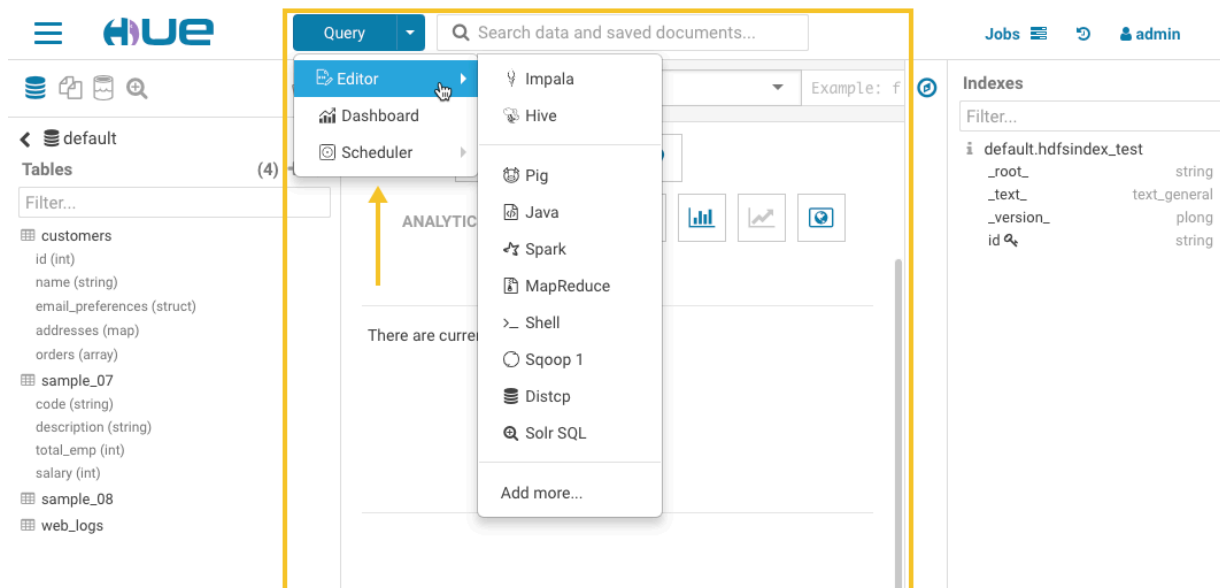 HUE
Query
Search data and saved documents...
Jobs
admin
Editor
Dashboard
Scheduler
Impala
Hive
Pig
Java
Spark
MapReduce
Shell
Sqoop 1
Distcp
Solr SQL
Add more...
default
Tables (4)
Filter...
customers
id (int)
name (string)
email_preferences (struct)
addresses (map)
orders (array)
sample_07
code (string)
description (string)
total_emp (int)
salary (int)
sample_08
web_logs
Example: f
ANALYTIC
There are curre
Indexes
Filter...
default.hdfsindex_test
_root_ string
_text_ text_general
_version_ plong
id string